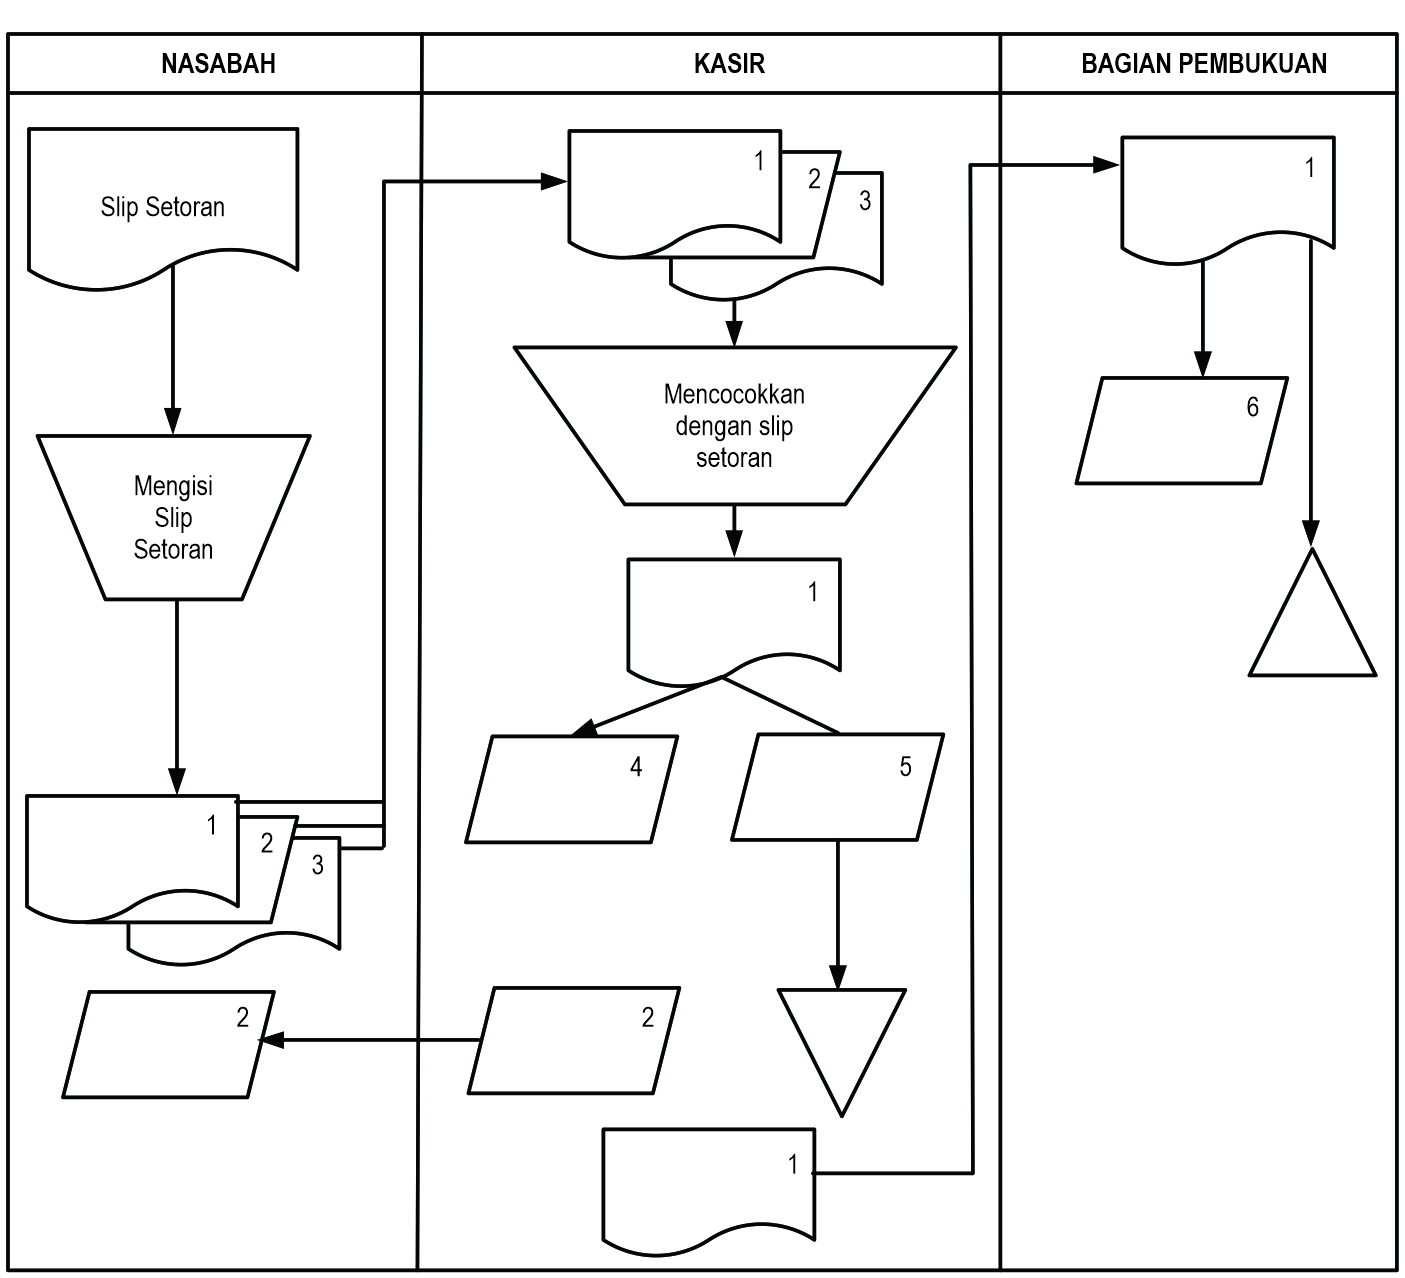 NASABAH
KASIR
BAGIAN PEMBUKUAN
Slip Setoran
Mengisi
Slip
Setoran
1
2
3
2
1
2
3
Mencocokkan
dengan slip
setoran
1
4
5
2
1
1
6